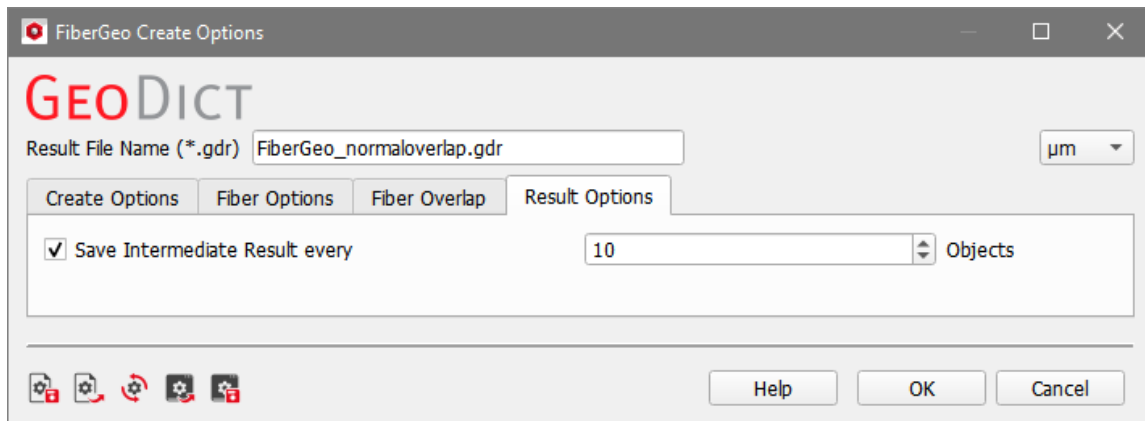 FiberGeo Create Options
GEODICT
Result File Name (*.gdr) FiberGeo_normaloverlap.gdr µm
Create Options Fiber Options Fiber Overlap Result Options
Save Intermediate Result every 10 Objects
Help OK Cancel